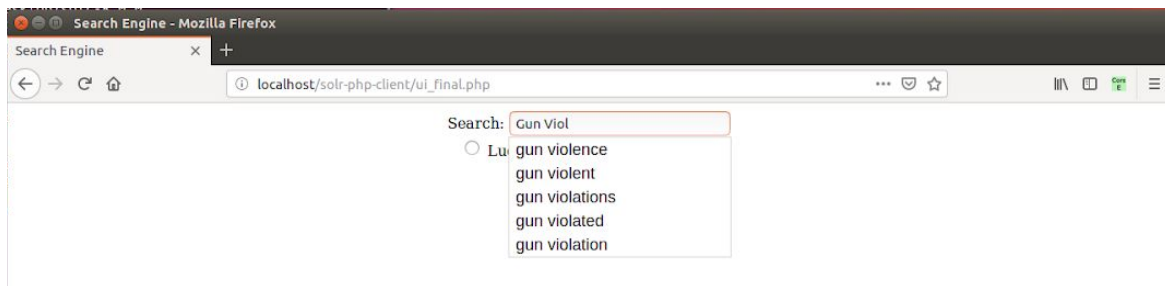 Search Engine - Mozilla Firefox
Search Engine
localhost/solr-php-client/ui_final.php
Search: Gun Viol
Lu
gun violence
gun violent
gun violations
gun violated
gun violation